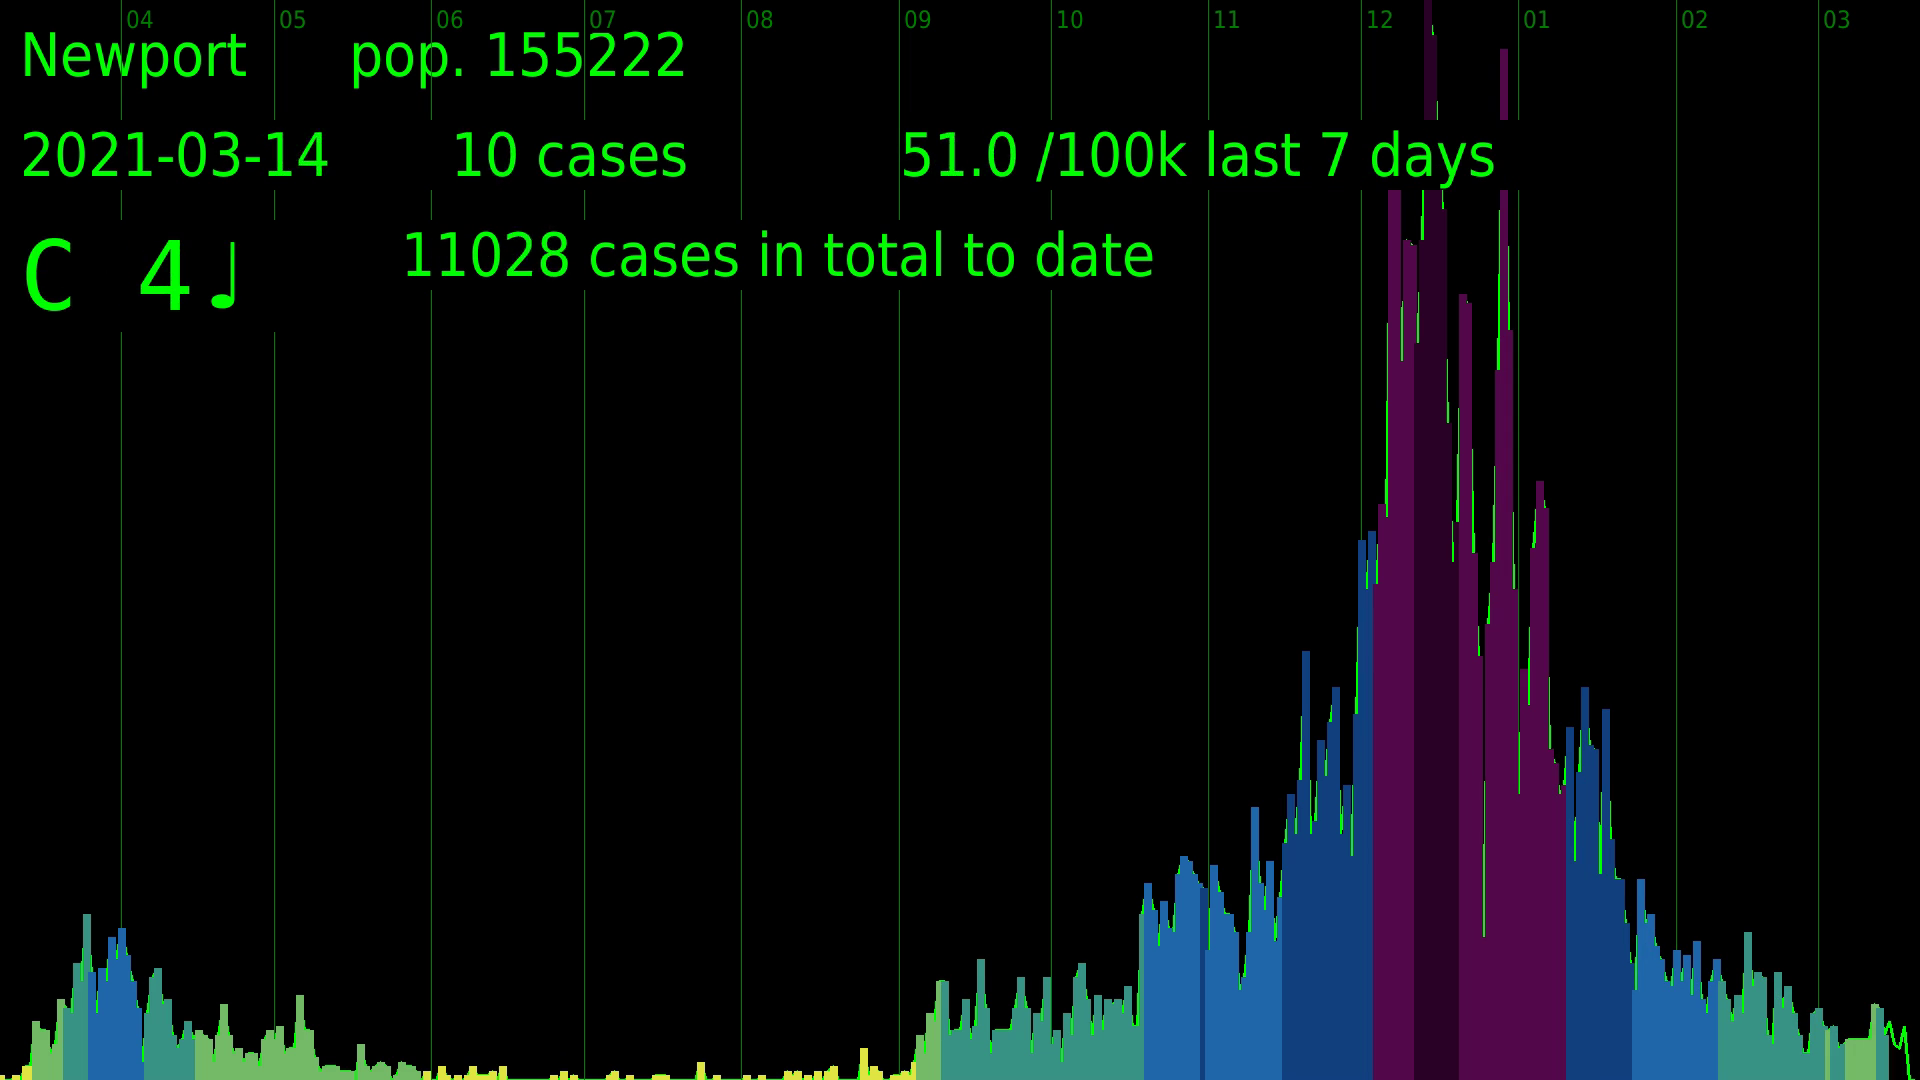 04 05 06 07 08 09 10 11 12 01 02 03
Newport pop. 155222
2021-03-14 10 cases 51.0 /100k last 7 days
C 4♩ 11028 cases in total to date